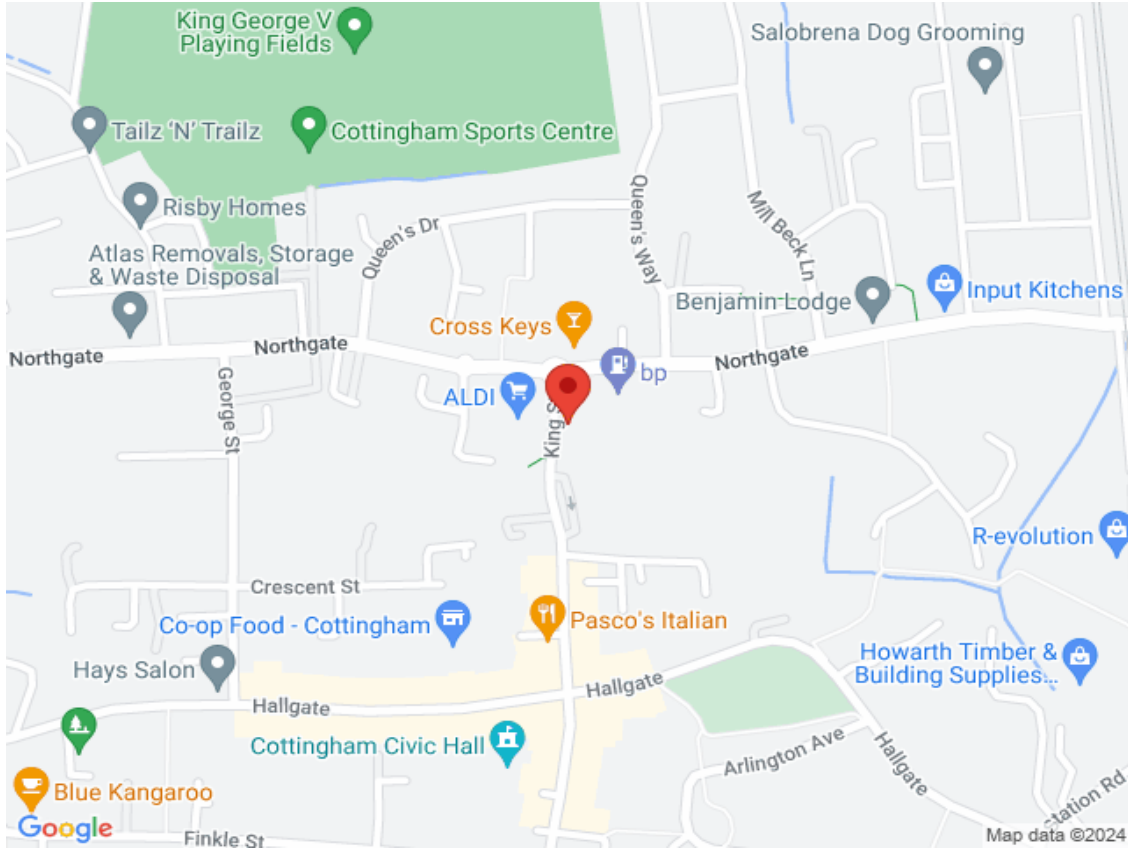 King George V
Playing Fields
Salobrena Dog Grooming
Tailz 'N' Trailz
Cottingham Sports Centre
Risby Homes
Queen's Dr
Queen's Way
Mill Beck Ln
Atlas Removals, Storage
& Waste Disposal
Benjamin Lodge
Input Kitchens
Cross Keys
Northgate
Northgate
Northgate
bp
ALDI
George St
King S
R-evolution
Crescent St
Co-op Food - Cottingham
Pasco's Italian
Howarth Timber &
Building Supplies...
Hays Salon
Hallgate
Hallgate
Cottingham Civic Hall
Arlington Ave
Hallgate
Blue Kangaroo
Station Rd
Google
Finkle St
Map data ©2024